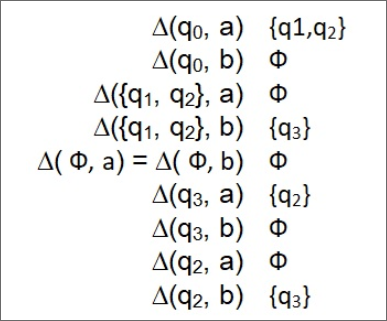 ∆(q₀, a) {q1,q₂}
∆(q₀, b) Φ
∆({q₁, q₂}, a) Φ
∆({q₁, q₂}, b) {q₃}
∆( Φ, a) = ∆( Φ, b) Φ
∆(q₃, a) {q₂}
∆(q₃, b) Φ
∆(q₂, a) Φ
∆(q₂, b) {q₃}